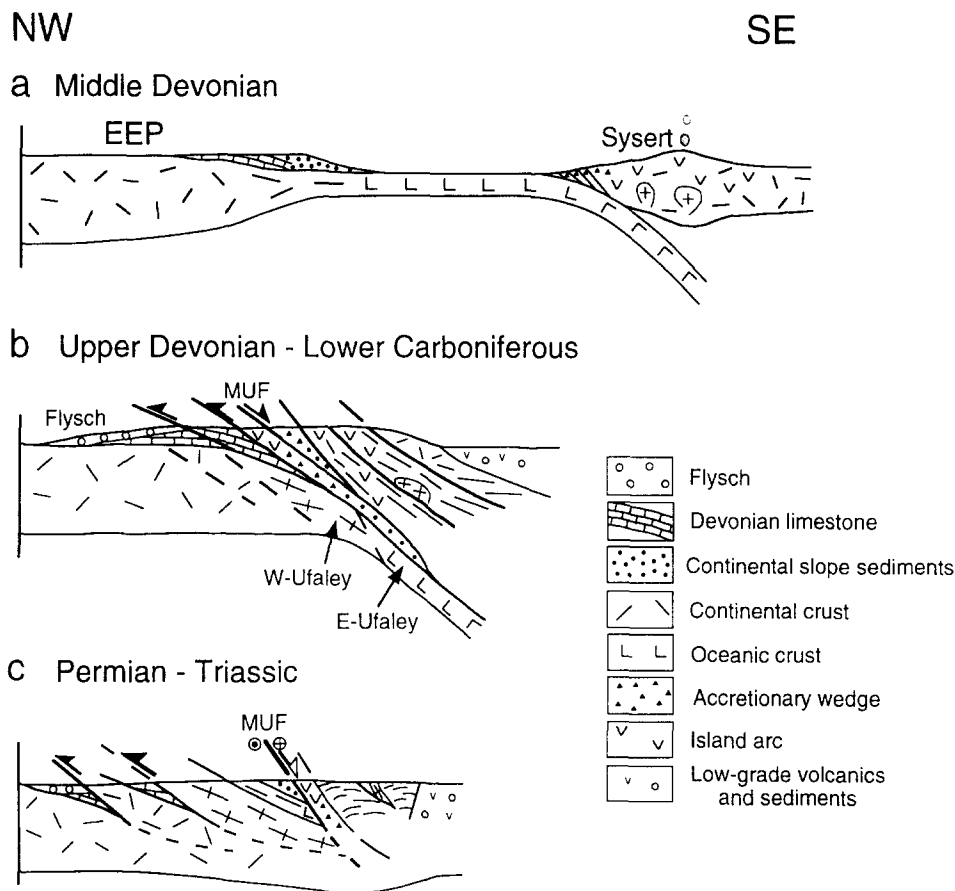 NW
SE
a Middle Devonian
EEP
Sysert
b Upper Devonian - Lower Carboniferous
MUF
Flysch
W-Ufaley
E-Ufaley
c Permian - Triassic
MUF
Flysch
Devonian limestone
Continental slope sediments
Continental crust
Oceanic crust
Accretionary wedge
Island arc
Low-grade volcanics
and sediments